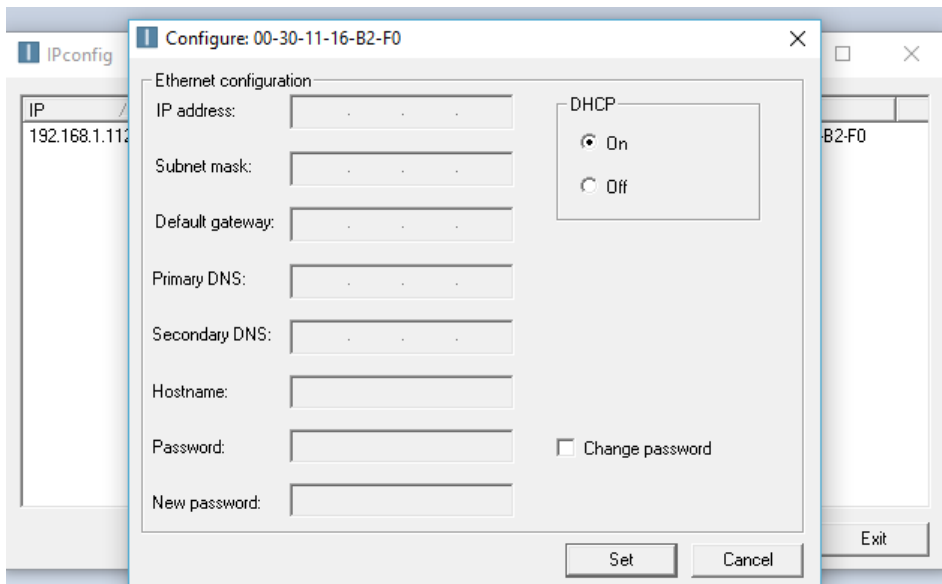 Configure: 00-30-11-16-B2-F0
IPconfig
Ethernet configuration
IP address:
DHCP
IP
On
192.168.1.112
-B2-F0
Subnet mask:
Off
Default gateway:
Primary DNS:
Secondary DNS:
Hostname:
Password:
Change password
New password:
Exit
Set
Cancel